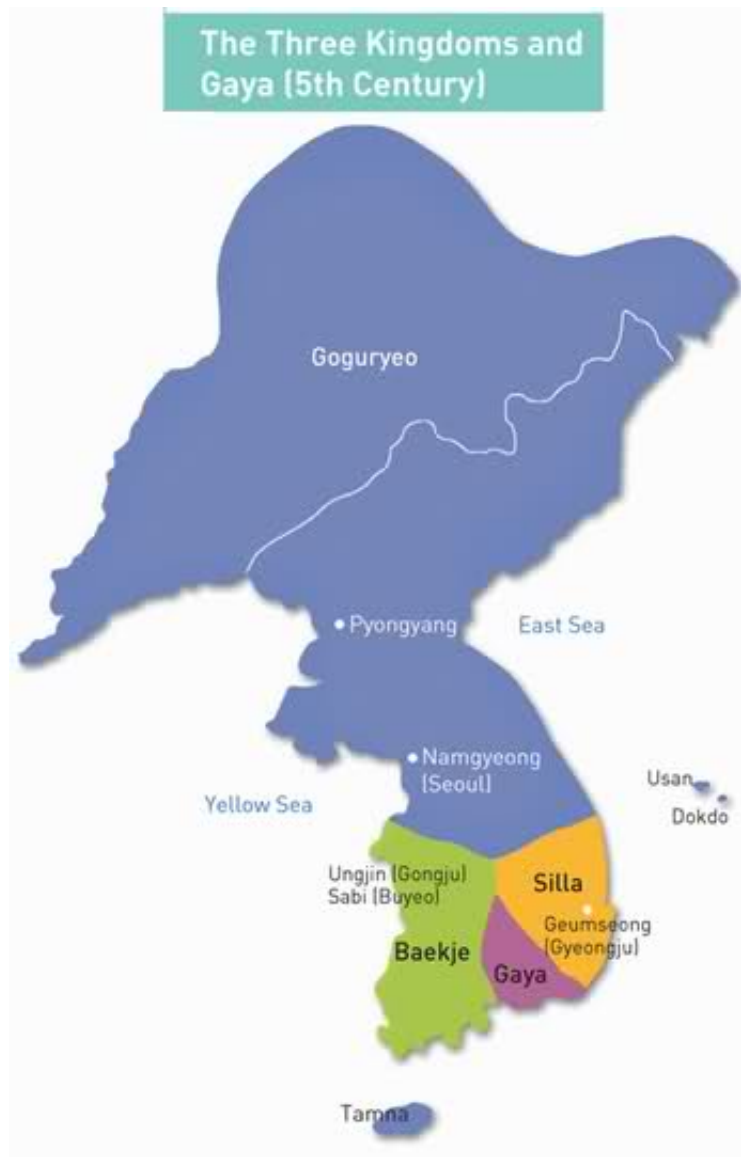 The Three Kingdoms and
Gaya (5th Century)
Goguryeo
Pyongyang
East Sea
Namgyeong
(Seoul)
Usan
Yellow Sea
Dokdo
Ungjin (Gongju)
Sabi (Buyeo)
Silla
Geumseong
(Gyeongju)
Baekje
Gaya
Tamna